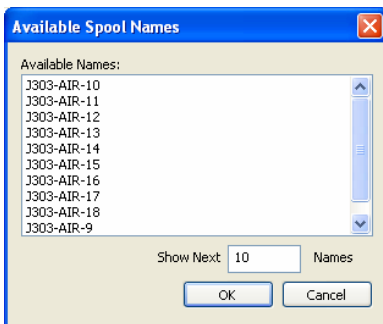 Available Spool Names
Available Names:
J303-AIR-10
J303-AIR-11
J303-AIR-12
J303-AIR-13
J303-AIR-14
J303-AIR-15
J303-AIR-16
J303-AIR-17
J303-AIR-18
J303-AIR-9
Show Next 10 Names
OK Cancel